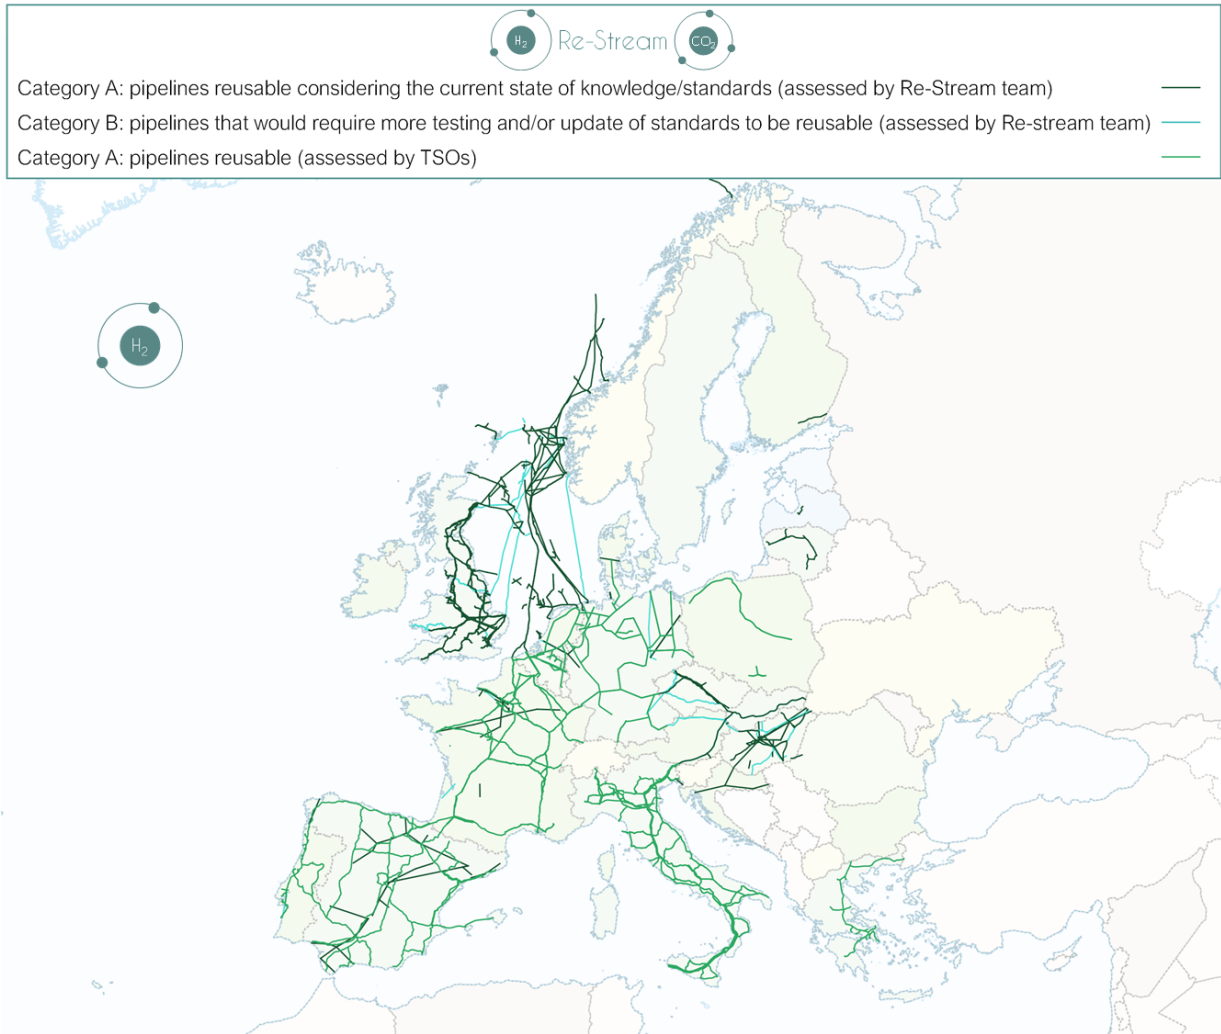 H₂ Re-Stream CO₂
Category A: pipelines reusable considering the current state of knowledge/standards (assessed by Re-Stream team)
Category B: pipelines that would require more testing and/or update of standards to be reusable (assessed by Re-stream team)
Category A: pipelines reusable (assessed by TSOs)
H₂